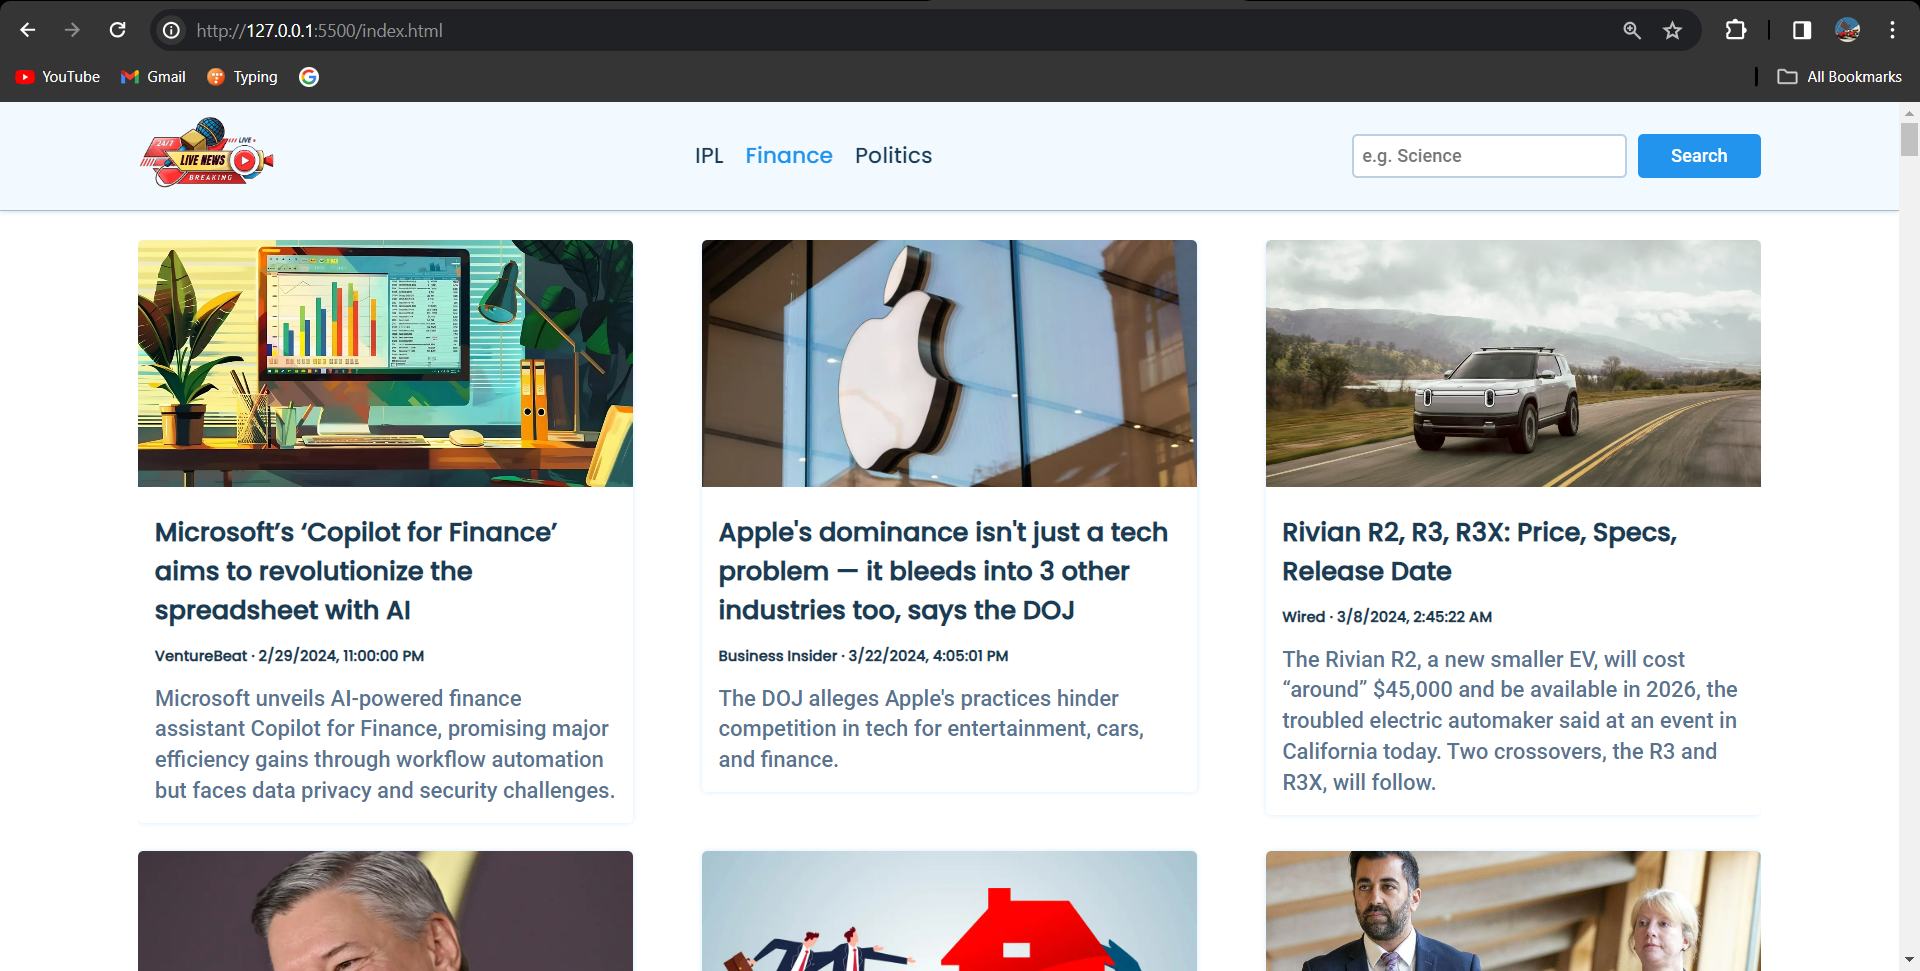 http://127.0.0.1:5500/index.html
YouTube
Gmail
Typing
All Bookmarks
24/7
LIVE
LIVE NEWS
BREAKING
IPL
Finance
Politics
e.g. Science
Search
Microsoft’s ‘Copilot for Finance’
aims to revolutionize the
spreadsheet with AI
VentureBeat · 2/29/2024, 11:00:00 PM
Microsoft unveils AI-powered finance
assistant Copilot for Finance, promising major
efficiency gains through workflow automation
but faces data privacy and security challenges.
Apple's dominance isn't just a tech
problem — it bleeds into 3 other
industries too, says the DOJ
Business Insider · 3/22/2024, 4:05:01 PM
The DOJ alleges Apple's practices hinder
competition in tech for entertainment, cars,
and finance.
Rivian R2, R3, R3X: Price, Specs,
Release Date
Wired · 3/8/2024, 2:45:22 AM
The Rivian R2, a new smaller EV, will cost
“around” $45,000 and be available in 2026, the
troubled electric automaker said at an event in
California today. Two crossovers, the R3 and
R3X, will follow.